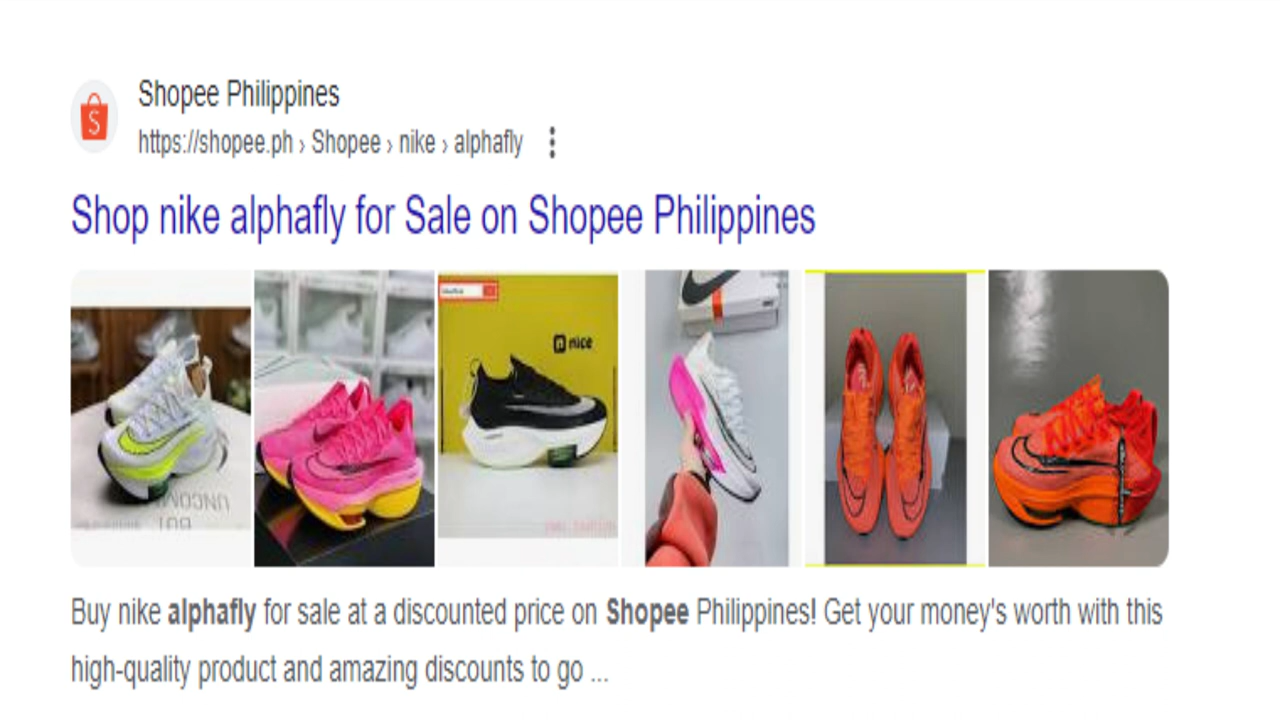 Shopee Philippines
https://shopee.ph › Shopee › nike › alphafly
Shop nike alphafly for Sale on Shopee Philippines
nice
Buy nike alphafly for sale at a discounted price on Shopee Philippines! Get your money's worth with this
high-quality product and amazing discounts to go ...